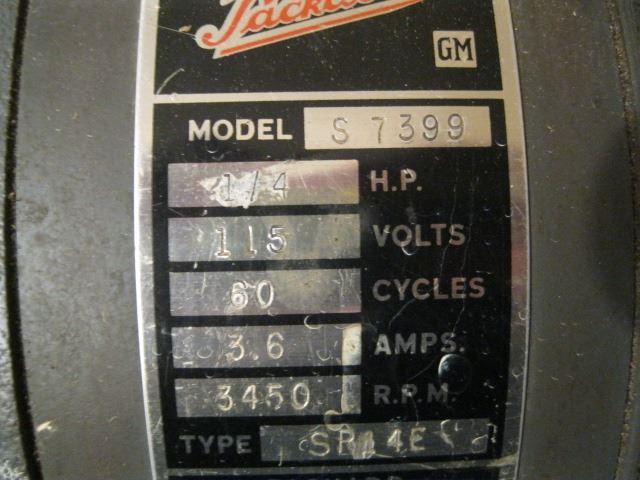 GM
MODEL S 7399
1/4 H.P.
115 VOLTS
60 CYCLES
3.6 AMPS.
3450 R.P.M.
TYPE